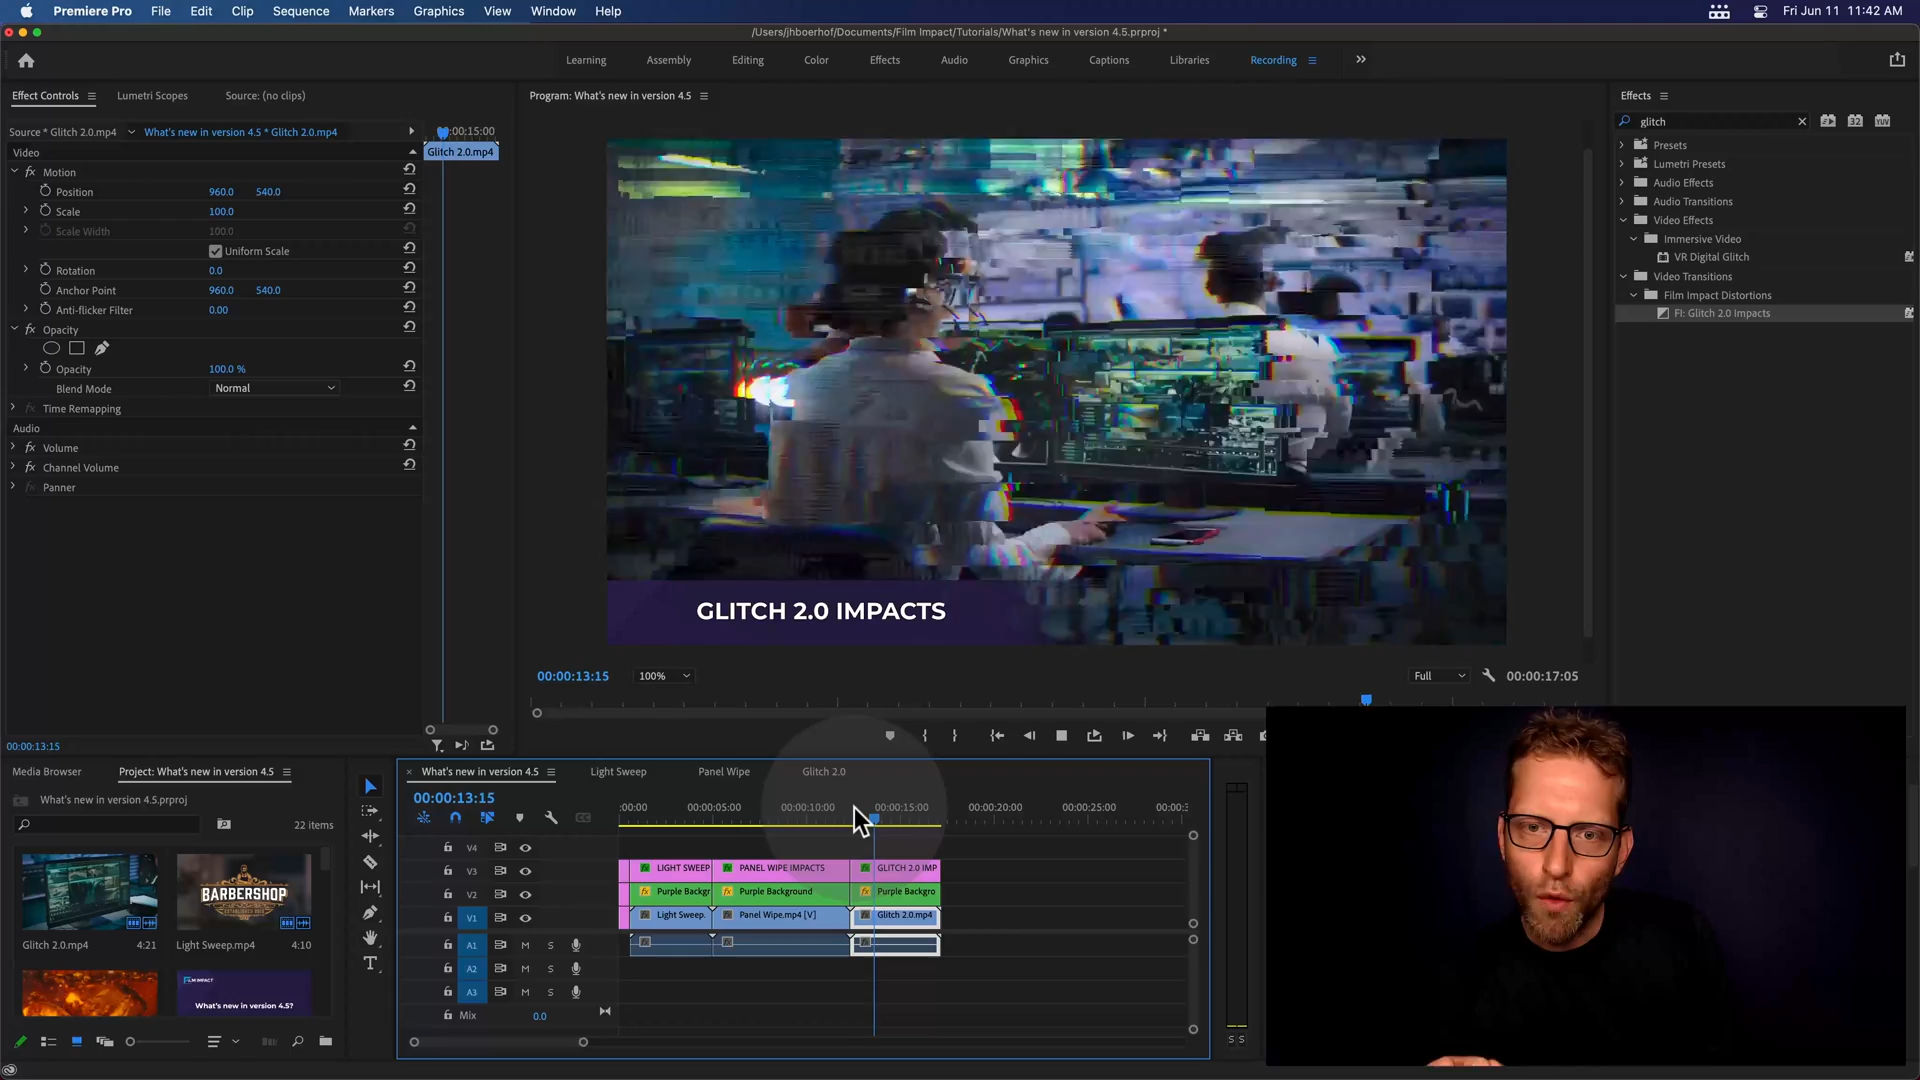 Premiere Pro File Edit Clip Sequence Markers Graphics View Window Help Fri Jun 11 11:42 AM
/Users/jhboerhof/Documents/Film Impact/Tutorials/What's new in version 4.5.prproj *
Learning Assembly Editing Color Effects Audio Graphics Captions Libraries Recording
Effect Controls Lumetri Scopes Source: (no clips)
Source * Glitch 2.0.mp4 What's new in version 4.5 * Glitch 2.0.mp4 :00:15:00
Video Glitch 2.0.mp4
fx Motion
Position 960.0 540.0
Scale 100.0
Scale Width 100.0
Uniform Scale
Rotation 0.0
Anchor Point 960.0 540.0
Anti-flicker Filter 0.00
fx Opacity
Opacity 100.0 %
Blend Mode Normal
fx Time Remapping
Audio
fx Volume
fx Channel Volume
fx Panner
00:00:13:15
Program: What's new in version 4.5
GLITCH 2.0 IMPACTS
00:00:13:15 100% Full 00:00:17:05
Effects
glitch 32 YUV
Presets
Lumetri Presets
Audio Effects
Audio Transitions
Video Effects
Immersive Video
VR Digital Glitch
Video Transitions
Film Impact Distortions
FI: Glitch 2.0 Impacts
Media Browser Project: What's new in version 4.5
What's new in version 4.5.prproj
22 items
BARBERSHOP
Glitch 2.0.mp4 4:21 Light Sweep.mp4 4:10
FILM IMPACT
What's new in version 4.5?
What's new in version 4.5 Light Sweep Panel Wipe Glitch 2.0
00:00:13:15
:00:00 00:00:05:00 00:00:10:00 00:00:15:00 00:00:20:00 00:00:25:00 00:00:3
V4
V3 LIGHT SWEEP PANEL WIPE IMPACTS GLITCH 2.0 IMP
V2 Purple Backgr Purple Background Purple Backgro
V1 Light Sweep. Panel Wipe.mp4 [V] Glitch 2.0.mp4
A1 M S
A2 M S
A3 M S
Mix 0.0
S S